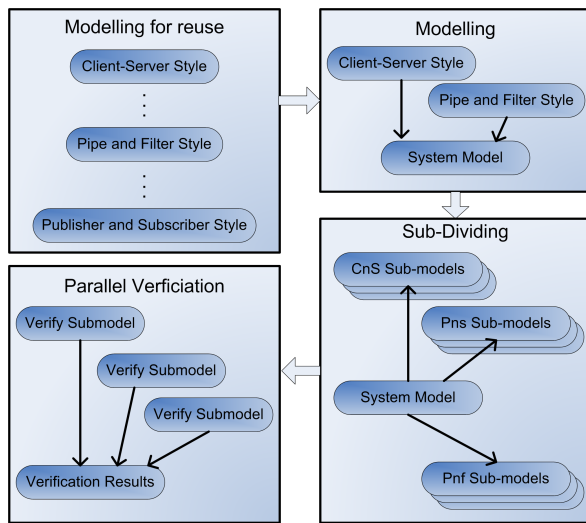 Modelling for reuse
Client-Server Style
Pipe and Filter Style
Publisher and Subscriber Style
Modelling
Client-Server Style
Pipe and Filter Style
System Model
Sub-Dividing
CnS Sub-models
Pns Sub-models
System Model
Pnf Sub-models
Parallel Verficiation
Verify Submodel
Verify Submodel
Verify Submodel
Verification Results